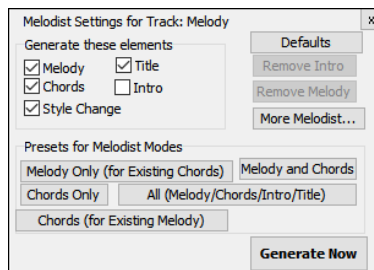 Melodist Settings for Track: Melody x
Generate these elements
Defaults
Melody Title
Remove Intro
Chords Intro
Remove Melody
Style Change
More Melodist...
Presets for Melodist Modes
Melody Only (for Existing Chords) Melody and Chords
Chords Only All (Melody/Chords/Intro/Title)
Chords (for Existing Melody)
Generate Now